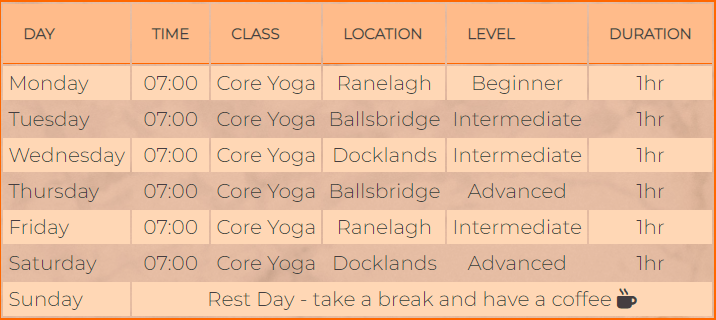 DAY TIME CLASS LOCATION LEVEL DURATION
Monday 07:00 Core Yoga Ranelagh Beginner 1hr
Tuesday 07:00 Core Yoga Ballsbridge Intermediate 1hr
Wednesday 07:00 Core Yoga Docklands Intermediate 1hr
Thursday 07:00 Core Yoga Ballsbridge Advanced 1hr
Friday 07:00 Core Yoga Ranelagh Intermediate 1hr
Saturday 07:00 Core Yoga Docklands Advanced 1hr
Sunday Rest Day - take a break and have a coffee